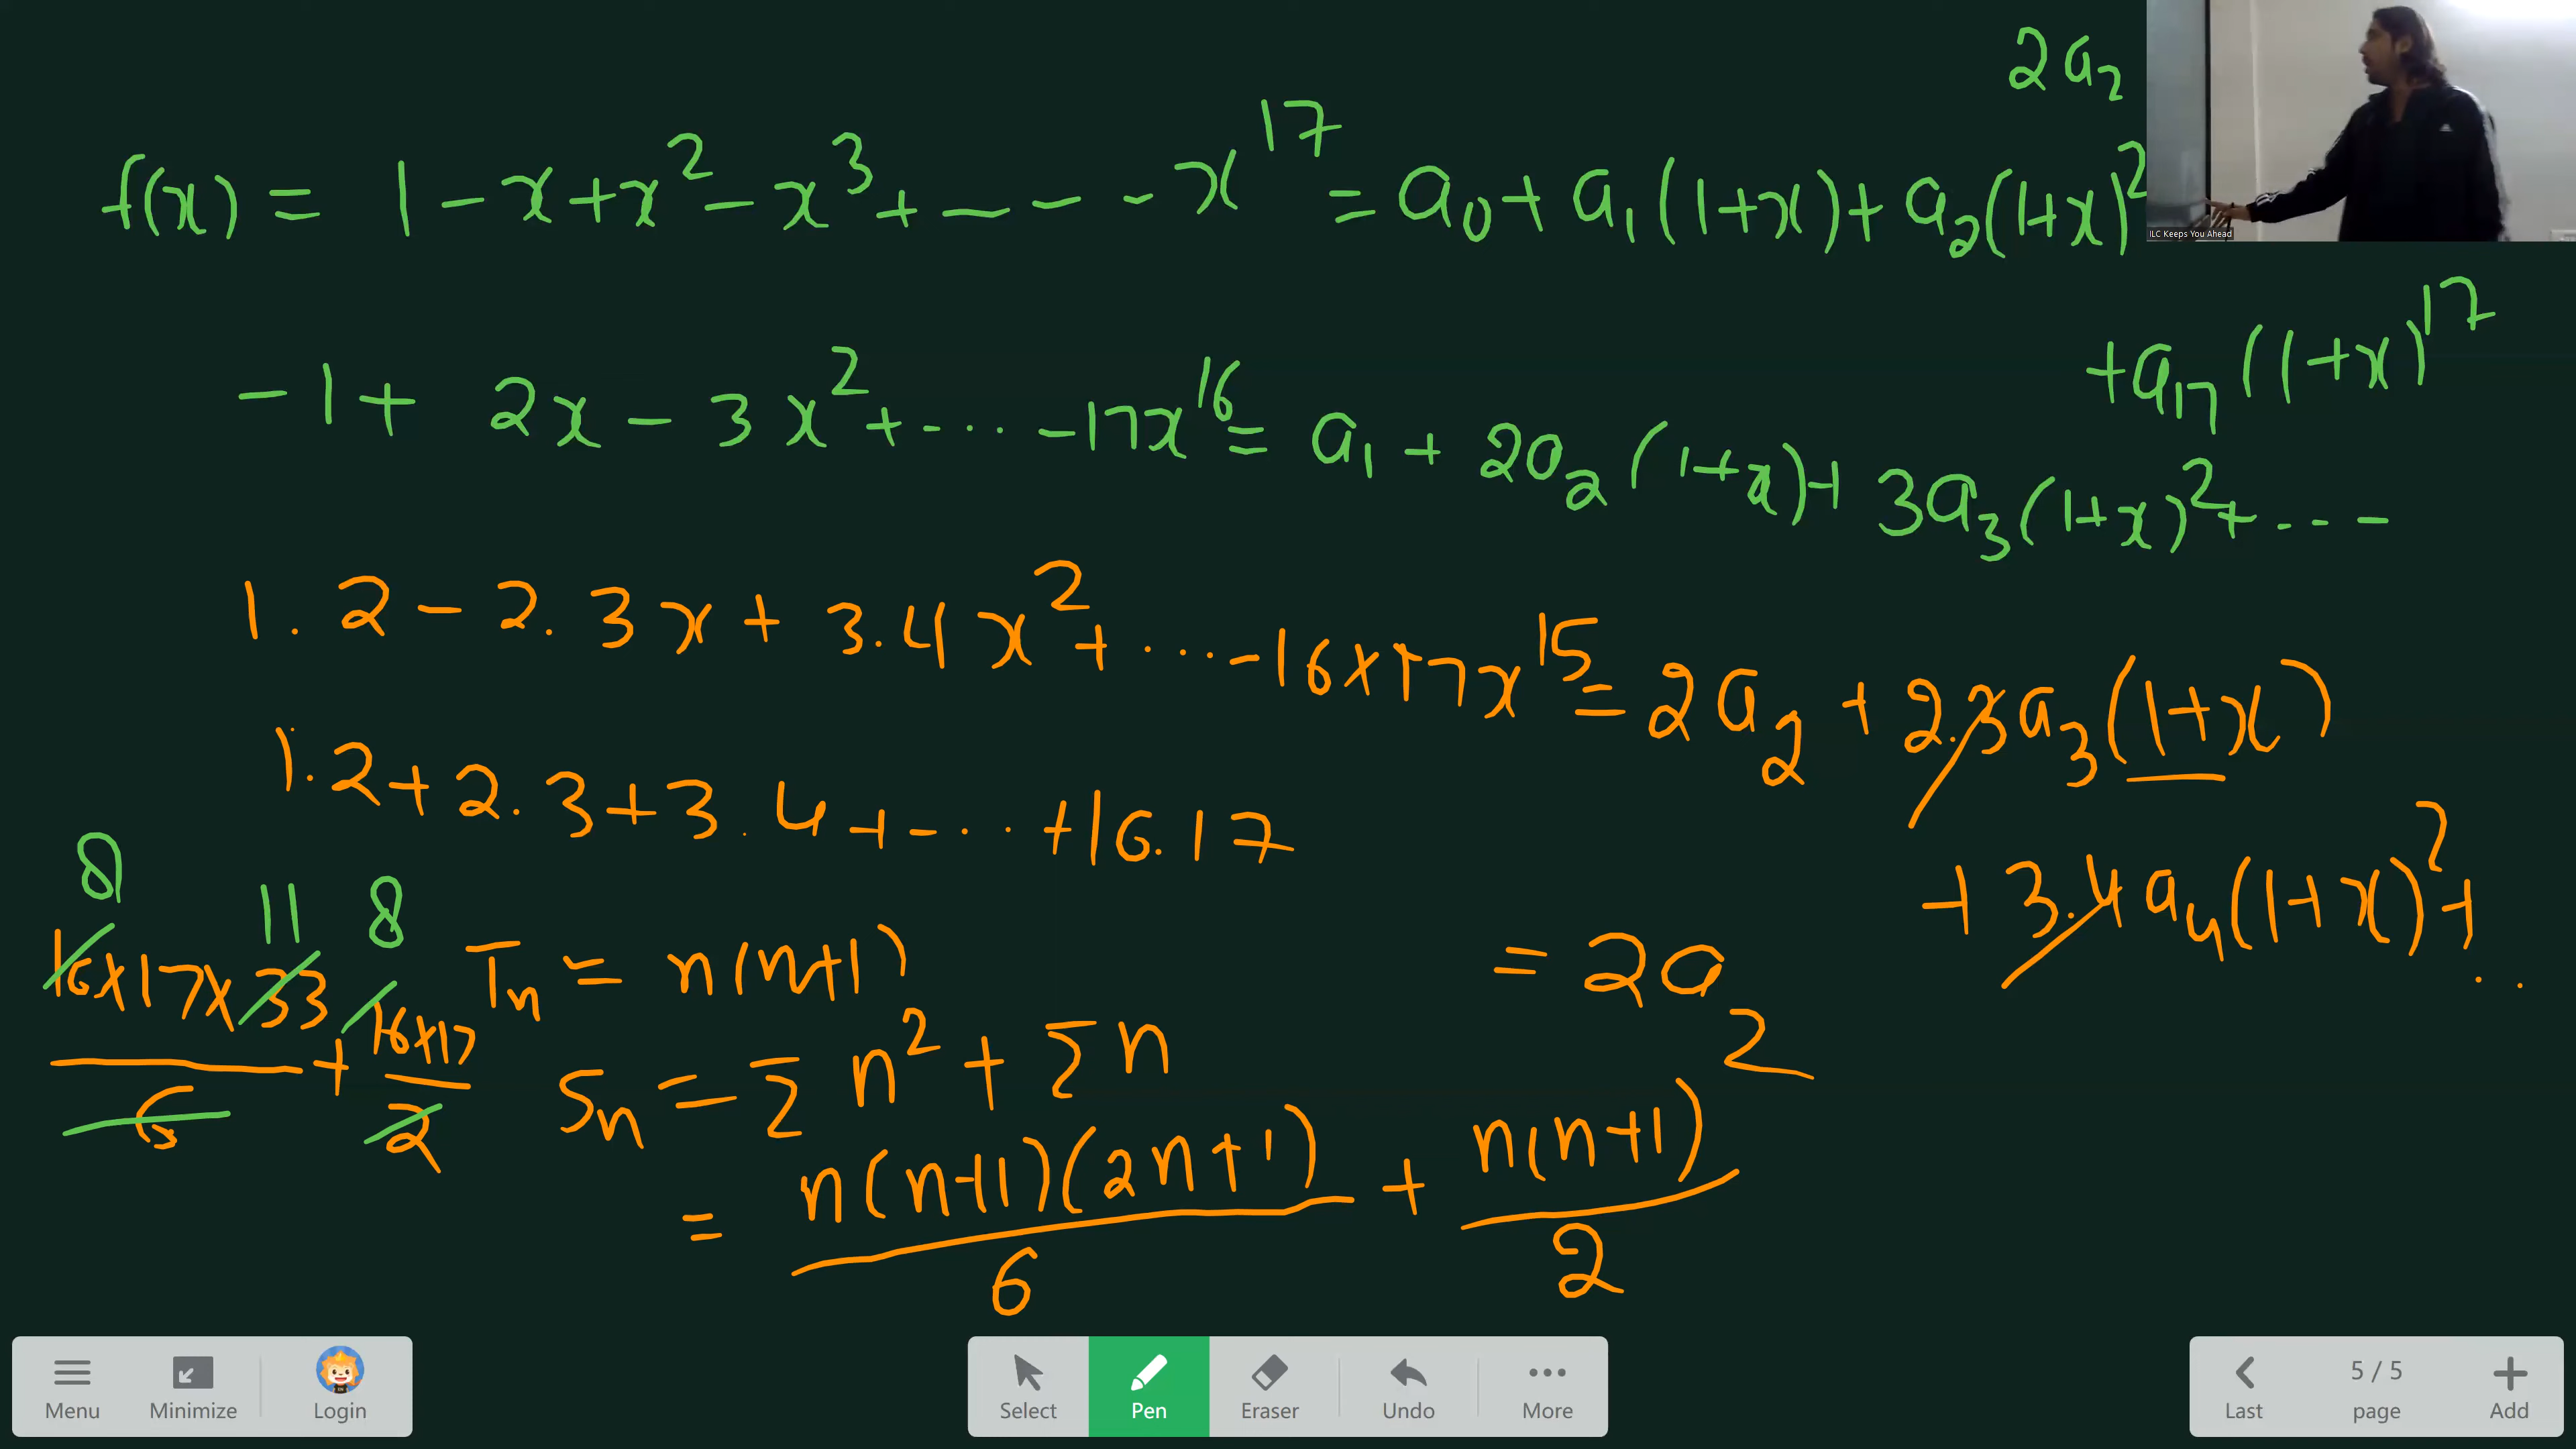 2a₂
f(x) = 1 - x + x² - x³ + - - - x¹⁷ = a₀ + a₁(1+x) + a₂(1+x)²
ILC Keeps You Ahead
+ a₁₇(1+x)¹⁷
-1 + 2x - 3x² + ... -17x¹⁶ = a₁ + 2a₂(1+x) + 3a₃(1+x)² + ...
1.2 - 2.3x + 3.4x² + ... -16×17x¹⁵ = 2a₂ + 2.3a₃(1+x)
+ 3.4a₄(1+x)² + ..
1.2 + 2.3 + 3.4 + ... + 16.17
= 2a₂
8 11 8
16×17×33/6 + 16×17/2
Tₙ = n(n+1)
Sₙ = Σn² + Σn
= n(n+1)(2n+1)/6 + n(n+1)/2
Menu Minimize Login Select Pen Eraser Undo More Last 5 / 5 page Add